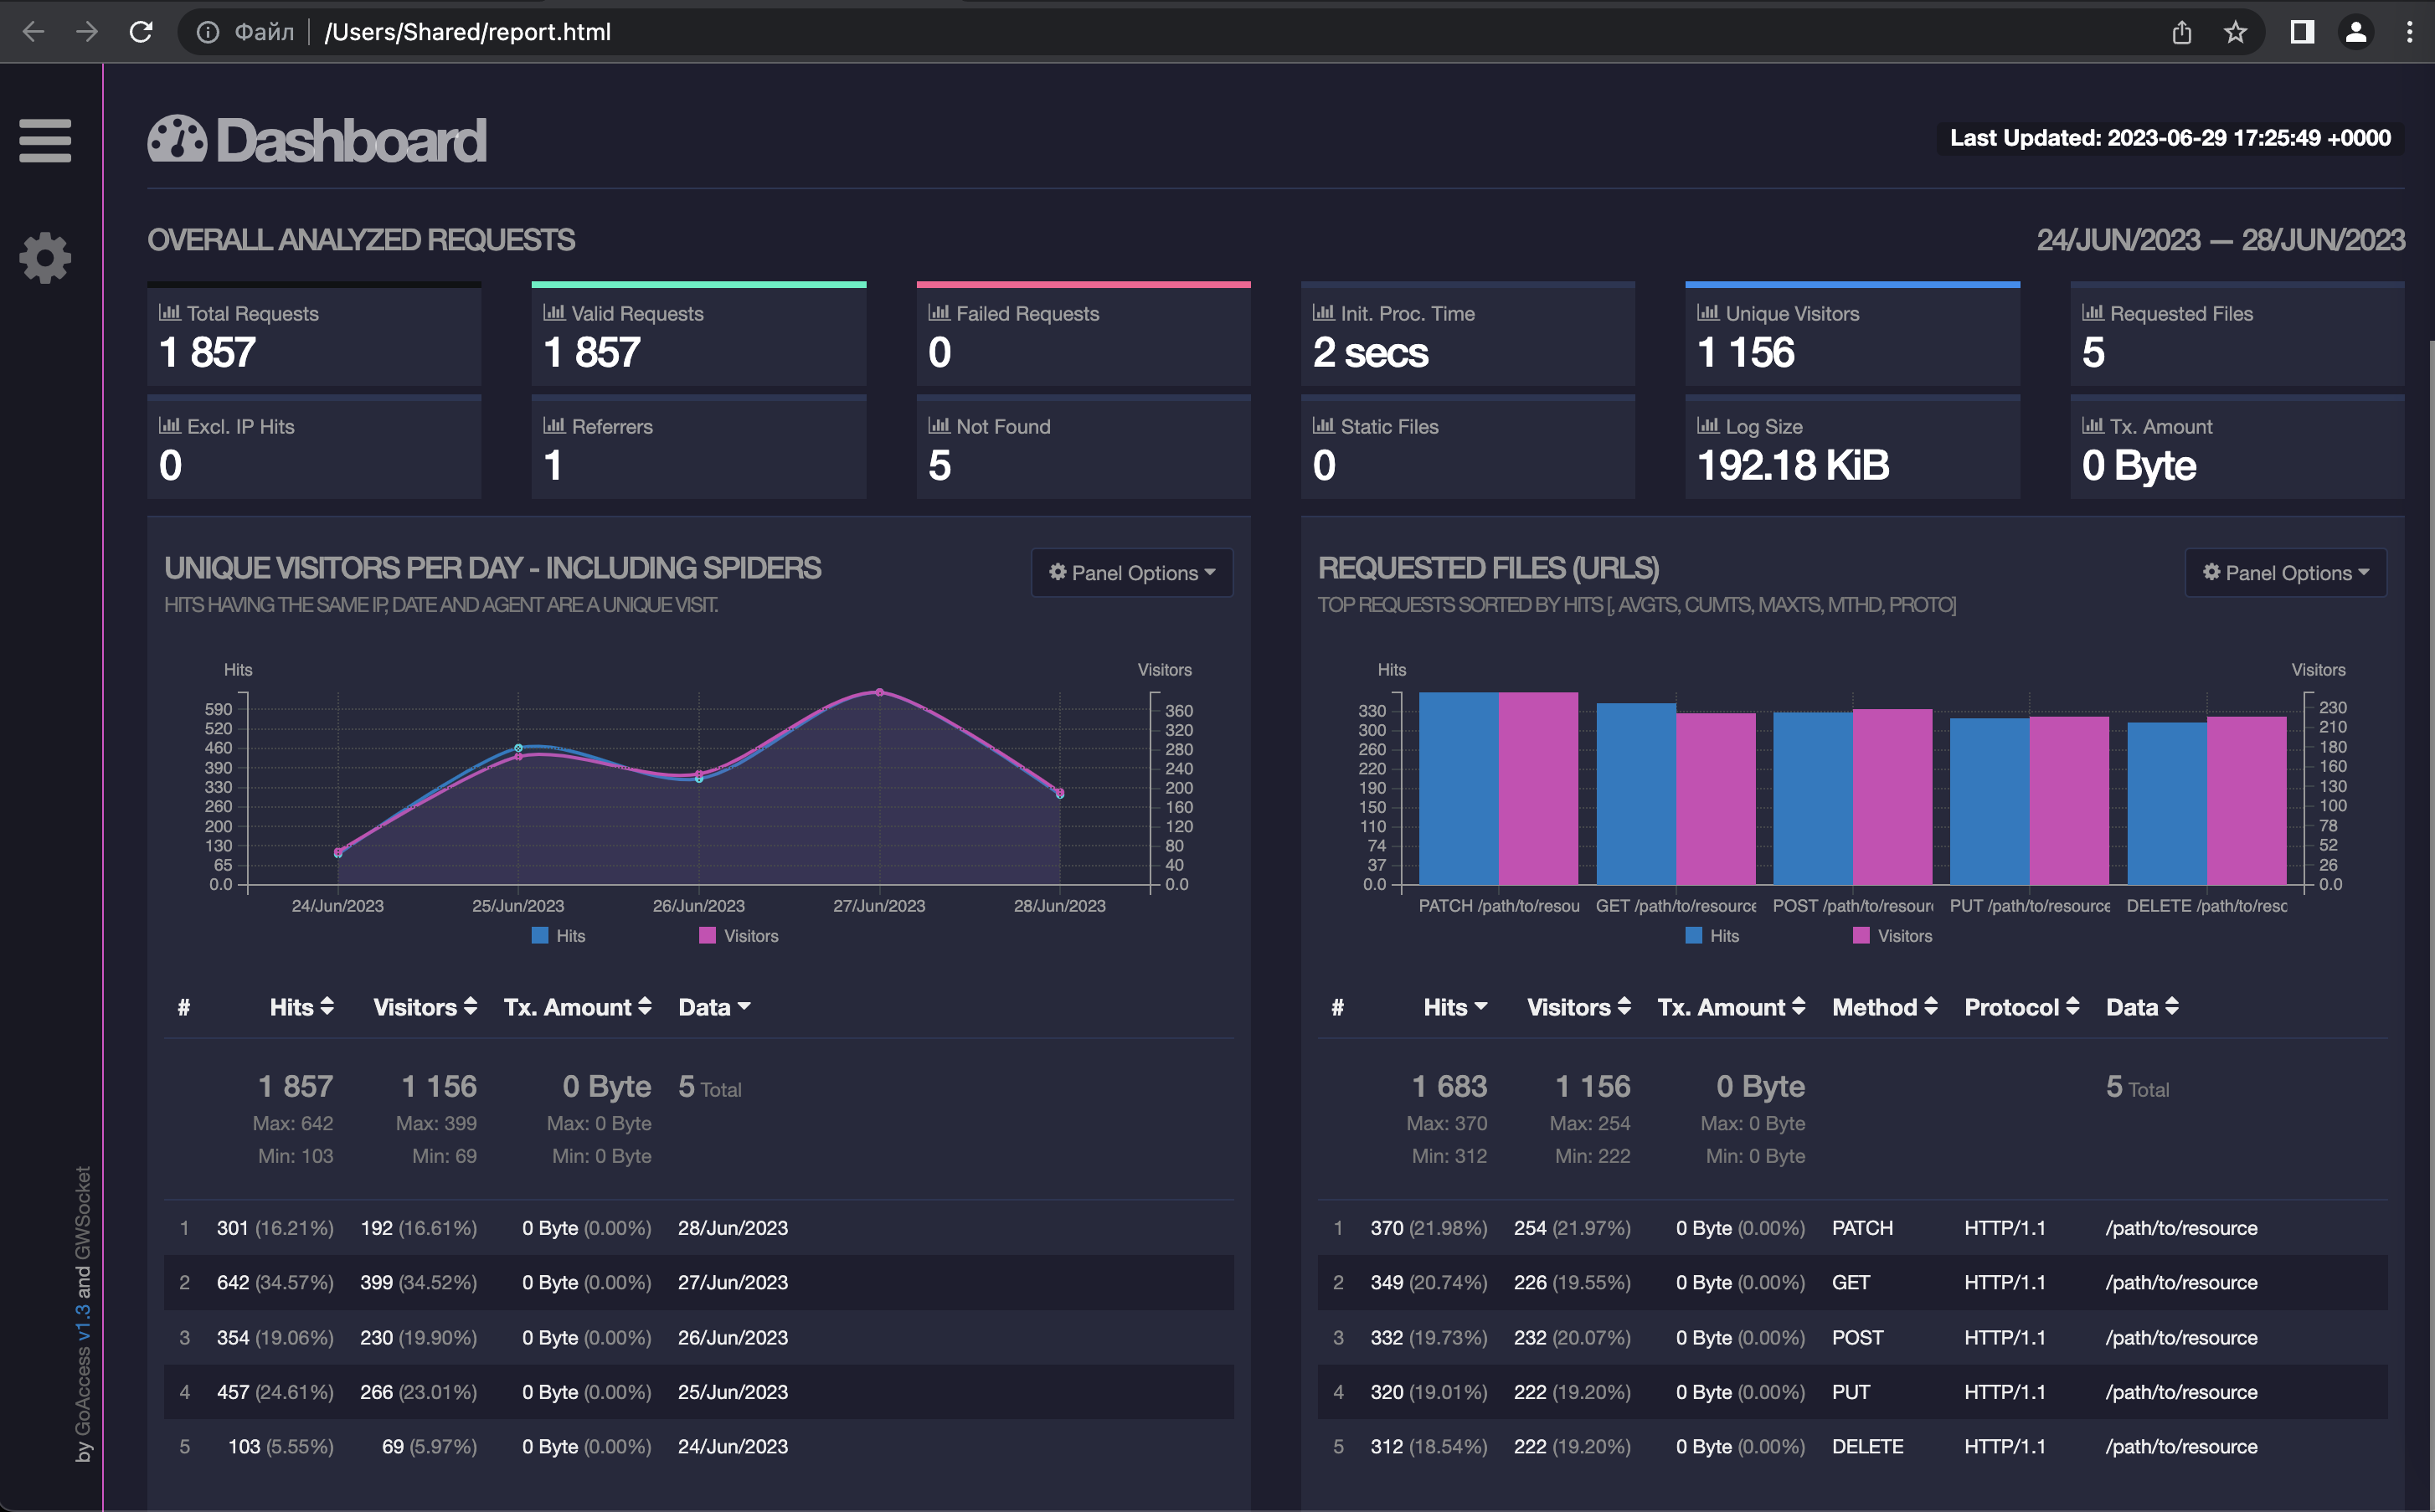 Файл /Users/Shared/report.html
Dashboard
Last Updated: 2023-06-29 17:25:49 +0000
OVERALL ANALYZED REQUESTS
24/JUN/2023 — 28/JUN/2023
Total Requests
1 857
Valid Requests
1 857
Failed Requests
0
Init. Proc. Time
2 secs
Unique Visitors
1 156
Requested Files
5
Excl. IP Hits
0
Referrers
1
Not Found
5
Static Files
0
Log Size
192.18 KiB
Tx. Amount
0 Byte
UNIQUE VISITORS PER DAY - INCLUDING SPIDERS
HITS HAVING THE SAME IP, DATE AND AGENT ARE A UNIQUE VISIT.
Panel Options
Hits
Visitors
590
520
460
390
330
260
200
130
65
0.0
360
320
280
240
200
160
120
80
40
0.0
24/Jun/2023 25/Jun/2023 26/Jun/2023 27/Jun/2023 28/Jun/2023
Hits Visitors
# Hits Visitors Tx. Amount Data
1 857 1 156 0 Byte 5 Total
Max: 642 Max: 399 Max: 0 Byte
Min: 103 Min: 69 Min: 0 Byte
1 301 (16.21%) 192 (16.61%) 0 Byte (0.00%) 28/Jun/2023
2 642 (34.57%) 399 (34.52%) 0 Byte (0.00%) 27/Jun/2023
3 354 (19.06%) 230 (19.90%) 0 Byte (0.00%) 26/Jun/2023
4 457 (24.61%) 266 (23.01%) 0 Byte (0.00%) 25/Jun/2023
5 103 (5.55%) 69 (5.97%) 0 Byte (0.00%) 24/Jun/2023
REQUESTED FILES (URLS)
TOP REQUESTS SORTED BY HITS [, AVGTS, CUMTS, MAXTS, MTHD, PROTO]
Panel Options
Hits
Visitors
330
300
260
220
190
150
110
74
37
0.0
230
210
180
160
130
100
78
52
26
0.0
PATCH /path/to/resou GET /path/to/resource POST /path/to/resour PUT /path/to/resource DELETE /path/to/resc
Hits Visitors
# Hits Visitors Tx. Amount Method Protocol Data
1 683 1 156 0 Byte 5 Total
Max: 370 Max: 254 Max: 0 Byte
Min: 312 Min: 222 Min: 0 Byte
1 370 (21.98%) 254 (21.97%) 0 Byte (0.00%) PATCH HTTP/1.1 /path/to/resource
2 349 (20.74%) 226 (19.55%) 0 Byte (0.00%) GET HTTP/1.1 /path/to/resource
3 332 (19.73%) 232 (20.07%) 0 Byte (0.00%) POST HTTP/1.1 /path/to/resource
4 320 (19.01%) 222 (19.20%) 0 Byte (0.00%) PUT HTTP/1.1 /path/to/resource
5 312 (18.54%) 222 (19.20%) 0 Byte (0.00%) DELETE HTTP/1.1 /path/to/resource
by GoAccess v1.3 and GWSocket